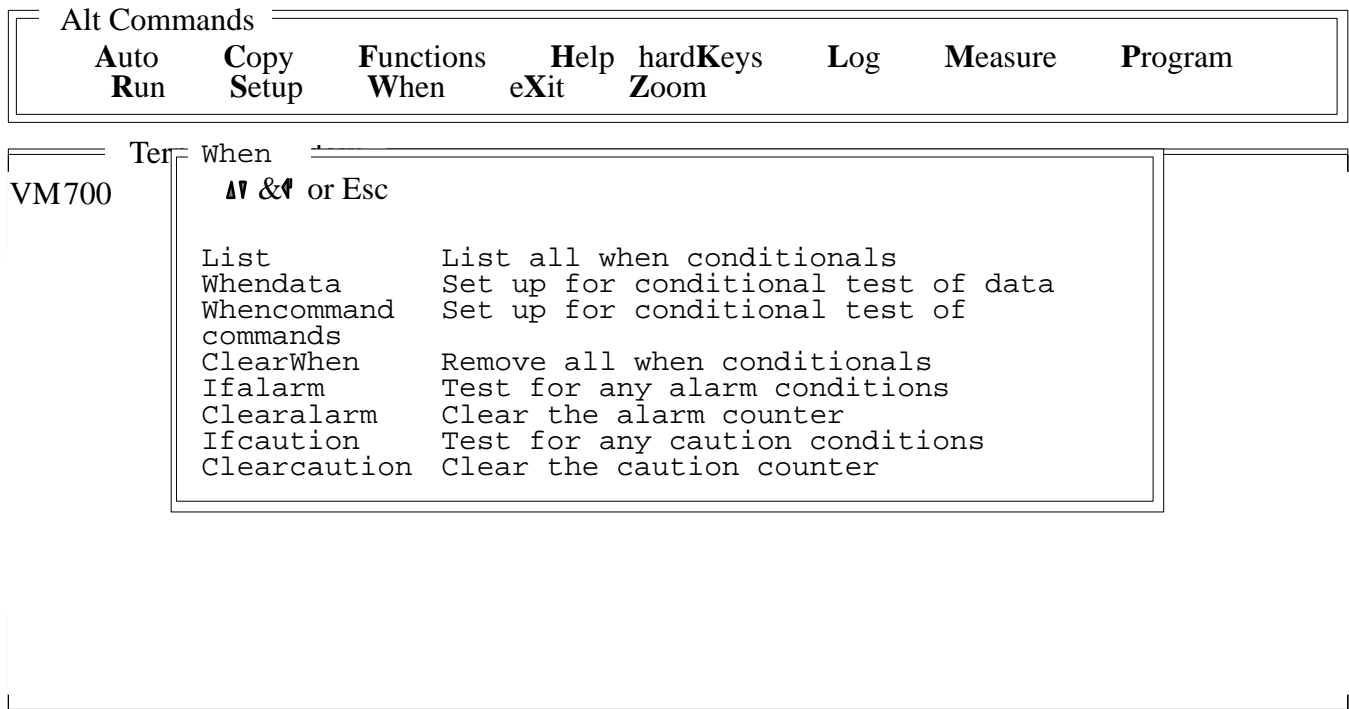 Alt Commands
Auto Copy Functions Help hardKeys Log Measure Program
Run Setup When eXit Zoom
Ter
When
VM700
& or Esc
List List all when conditionals
Whendata Set up for conditional test of data
Whencommand Set up for conditional test of
commands
ClearWhen Remove all when conditionals
Ifalarm Test for any alarm conditions
Clearalarm Clear the alarm counter
Ifcaution Test for any caution conditions
Clearcaution Clear the caution counter